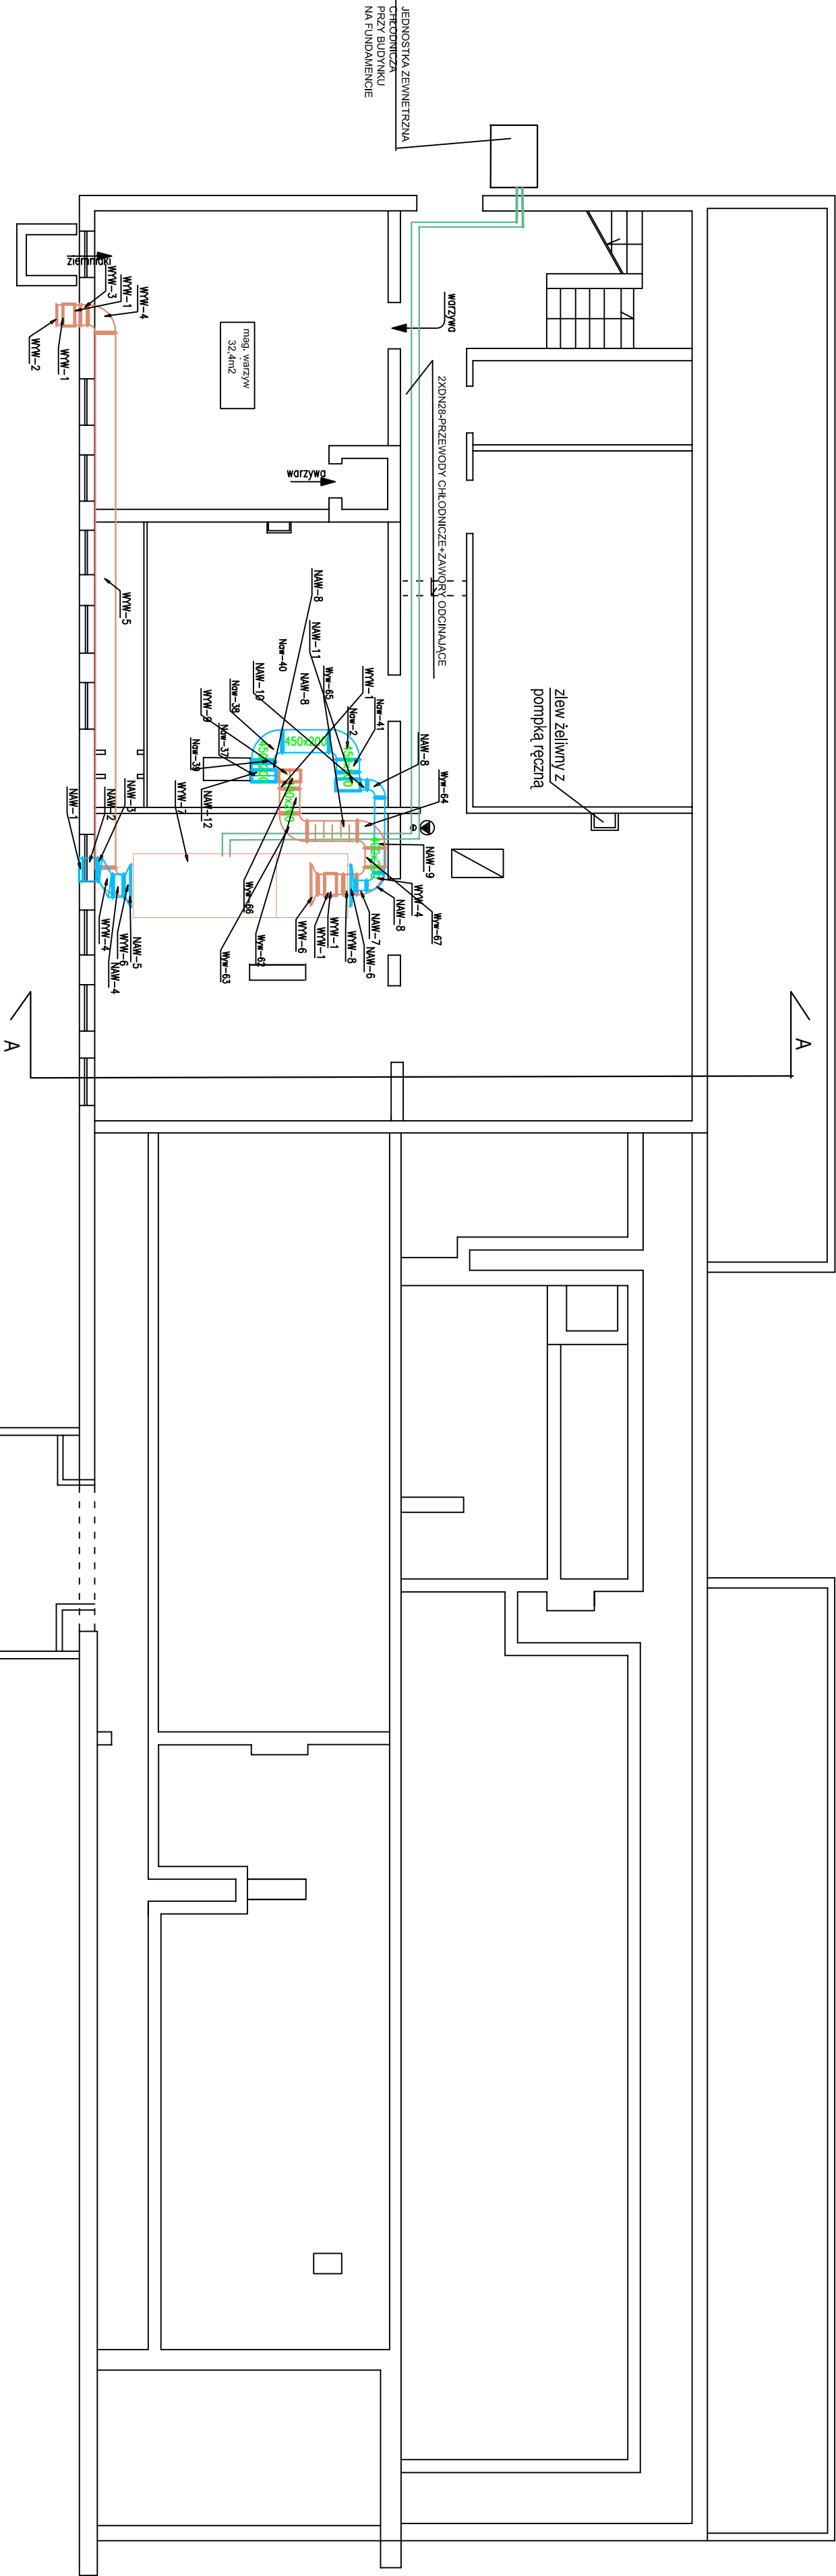 JEDNOSTKA ZEWNETRZNA
CHŁODNICZA
PRZY BUDYNKU
NA FUNDAMENCIE
ziemniaki
WYW-3
WYW-1
WYW-4
WYW-1
WYW-2
mag. warzyw
32,4m2
warzywa
warzywa
2XDN28-PRZEWODY CHŁODNICZE+ZAWORY ODCINAJĄCE
zlew żeliwny z
pompką ręczną
WYW-5
NAW-8
NAW-11
Naw-40
NAW-8
Wyw-65
WYW-1
Naw-2
Naw-41
NAW-10
Naw-38
WYW-9
Naw-37
Naw-39
NAW-12
NAW-8
Wyw-64
450x200
450x200
NAW-9
WYW-4
Wyw-67
NAW-8
NAW-7
NAW-6
WYW-8
WYW-1
WYW-1
WYW-6
Wyw-66
Wyw-62
Wyw-63
WYW-7
NAW-1
NAW-2
NAW-3
WYW-4
NAW-4
WYW-6
NAW-5
A
A